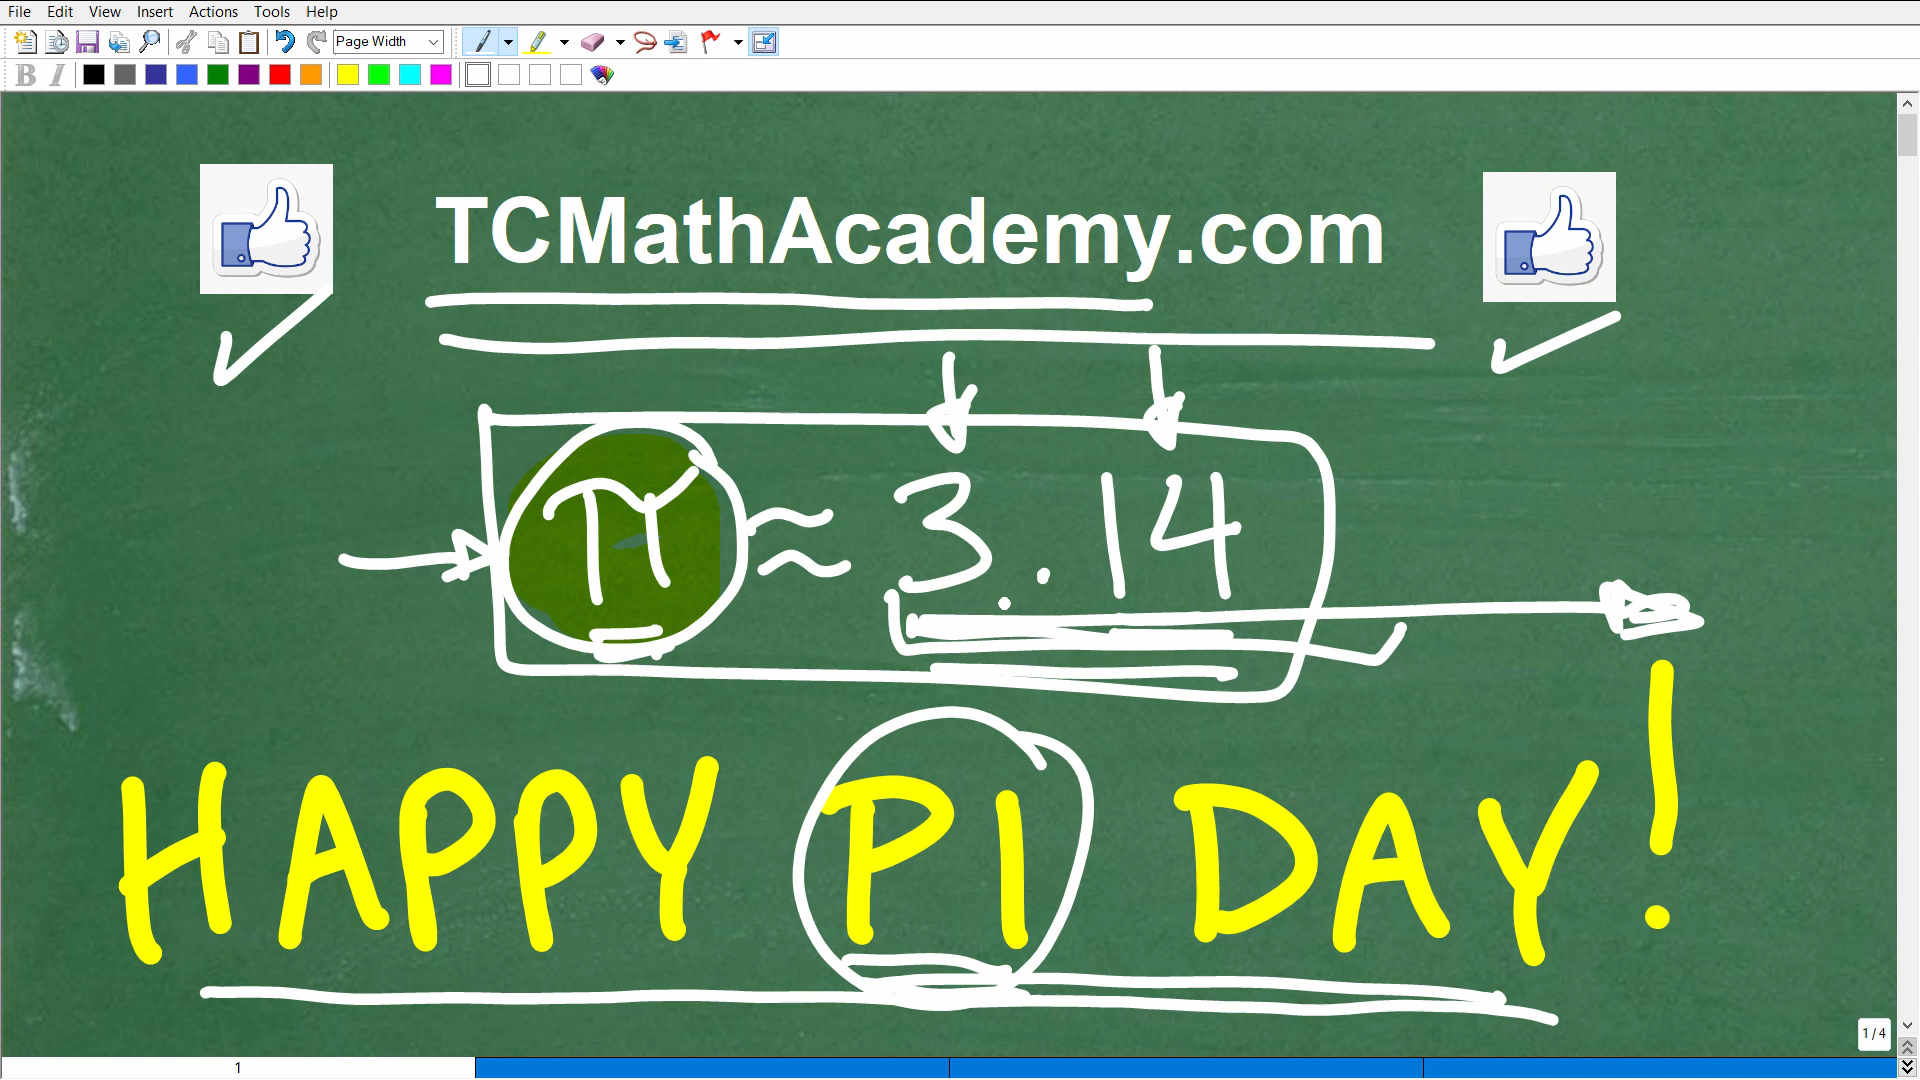 File Edit View Insert Actions Tools Help
Page Width
B I
TCMathAcademy.com
π ≈ 3.14
HAPPY PI DAY!
1 / 4
1